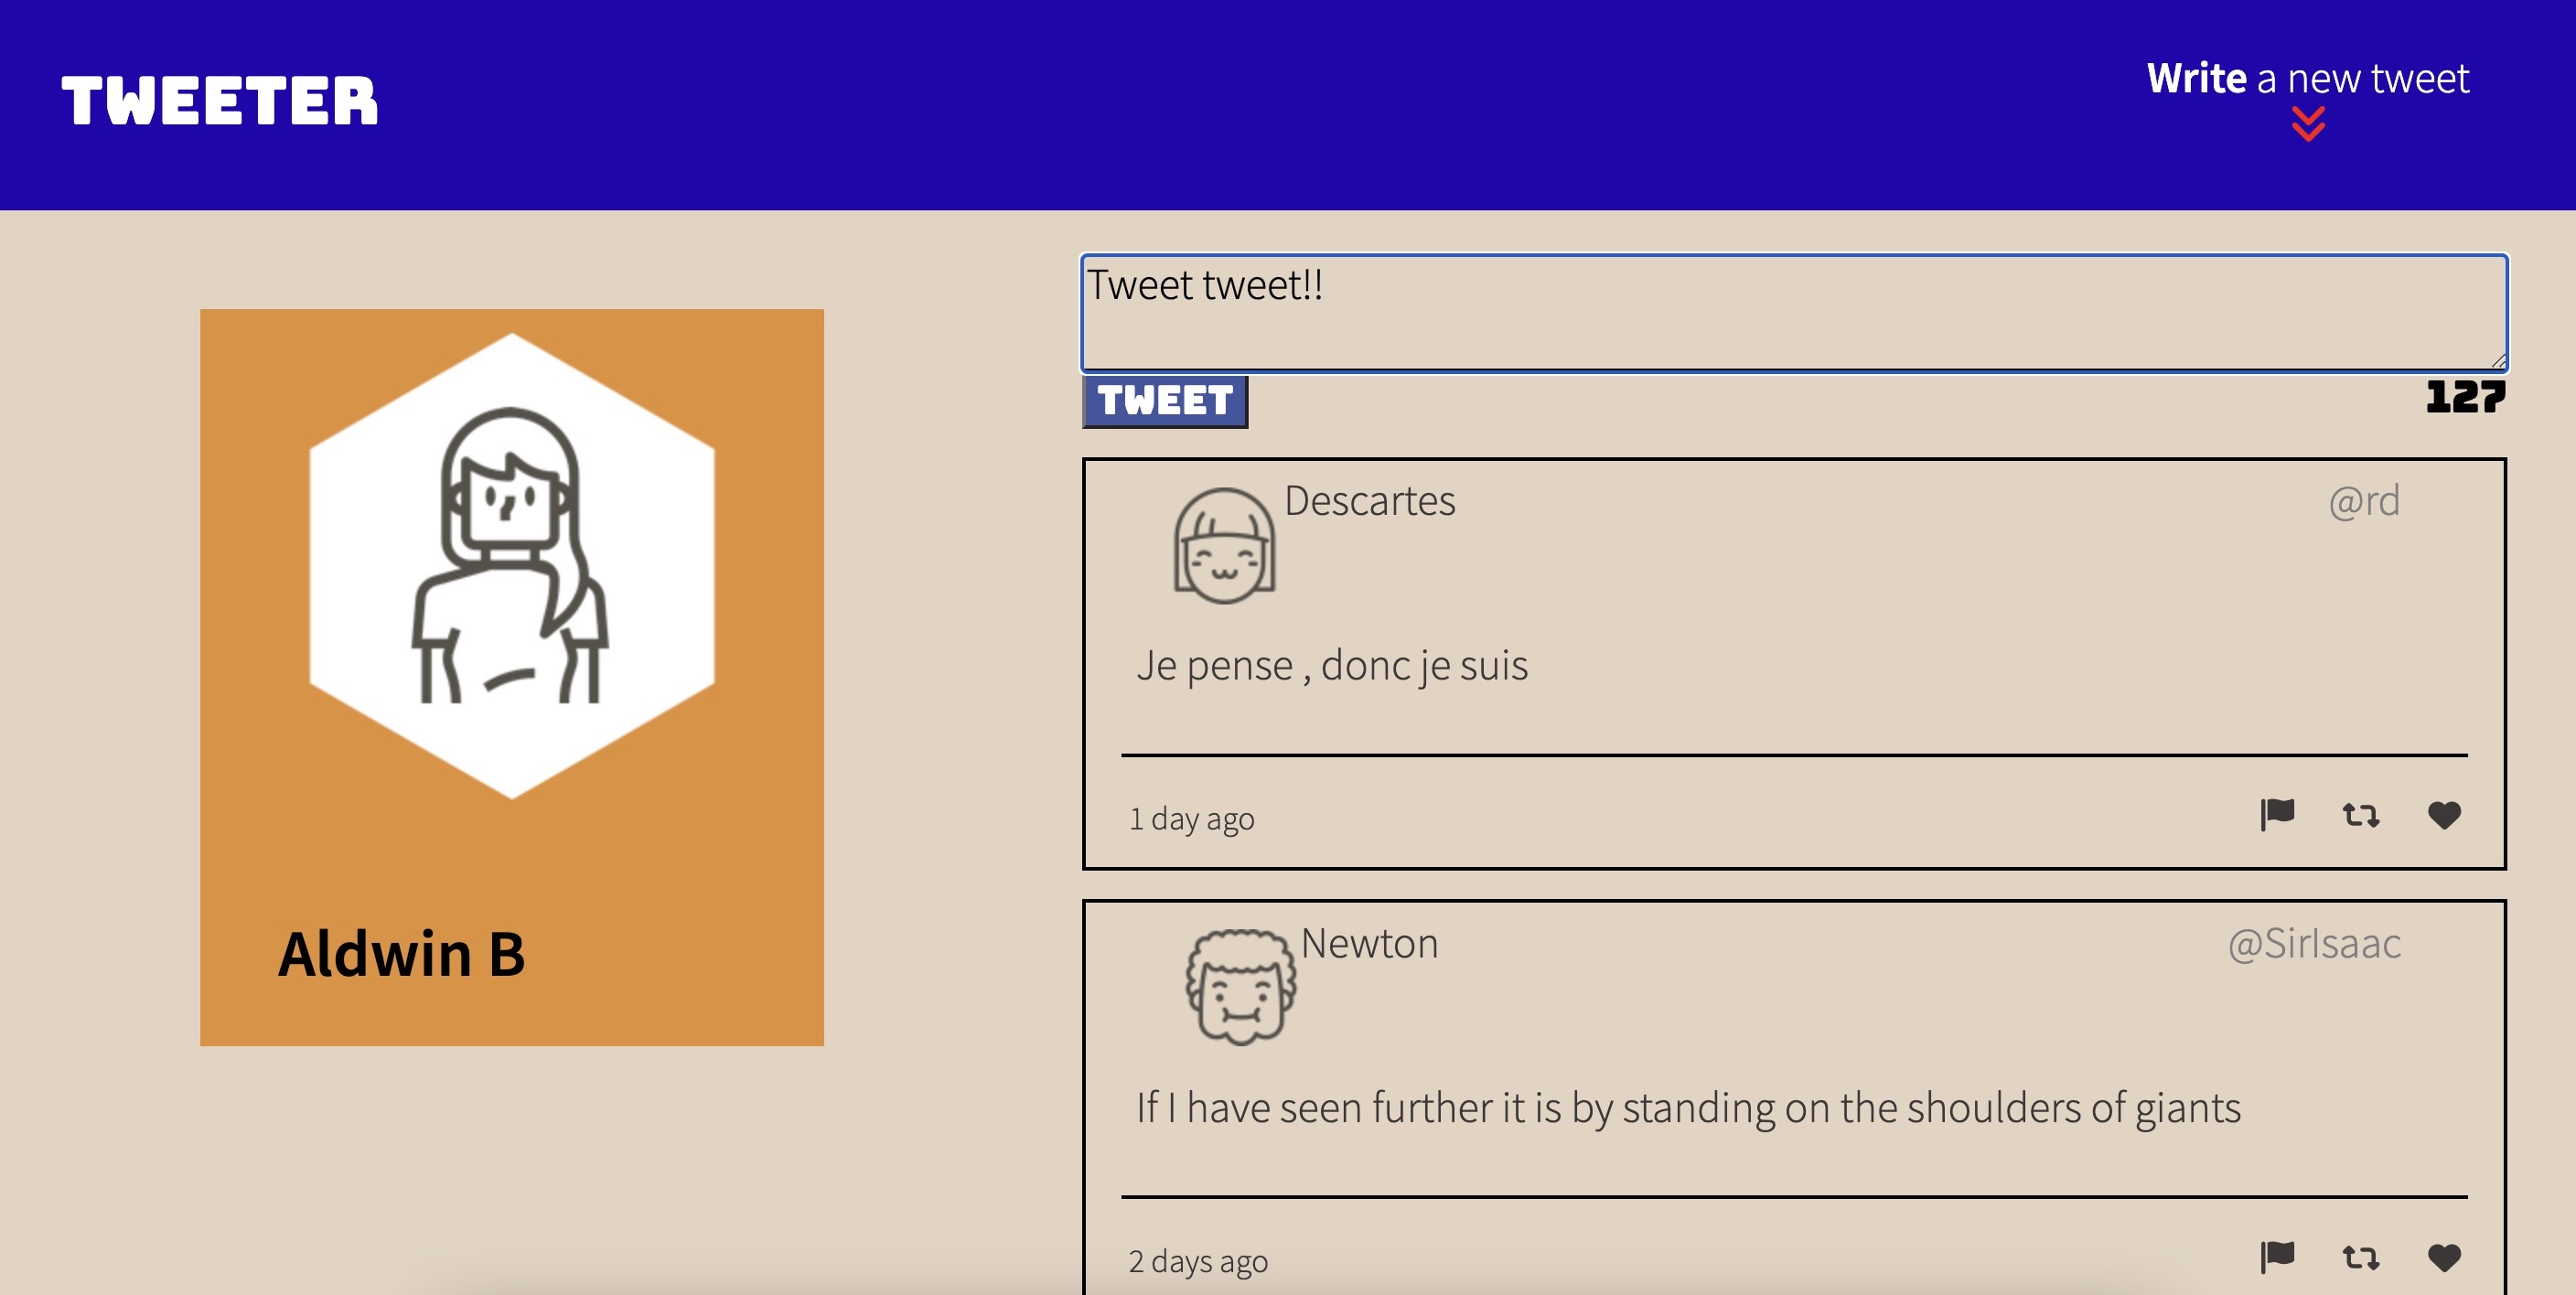 TWEETER
Write a new tweet
Tweet tweet!!
TWEET
127
Aldwin B
Descartes
@rd
Je pense , donc je suis
1 day ago
Newton
@SirIsaac
If I have seen further it is by standing on the shoulders of giants
2 days ago